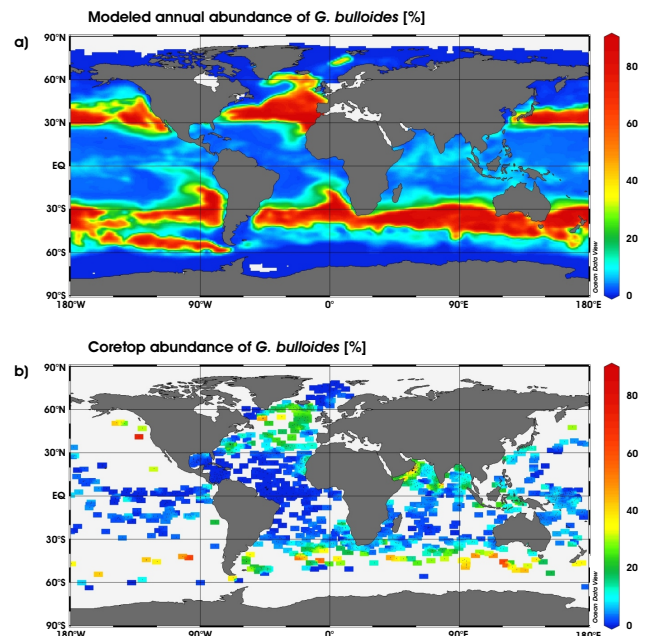 Modeled annual abundance of G. bulloides [%]
a)
90°N
60°N
30°N
EQ
30°S
60°S
90°S
180°W 90°W 0° 90°E 180°E
Ocean Data View
80
60
40
20
0
Coretop abundance of G. bulloides [%]
b)
90°N
60°N
30°N
EQ
30°S
60°S
90°S
180°W 90°W 0° 90°E 180°E
Ocean Data View
80
60
40
20
0